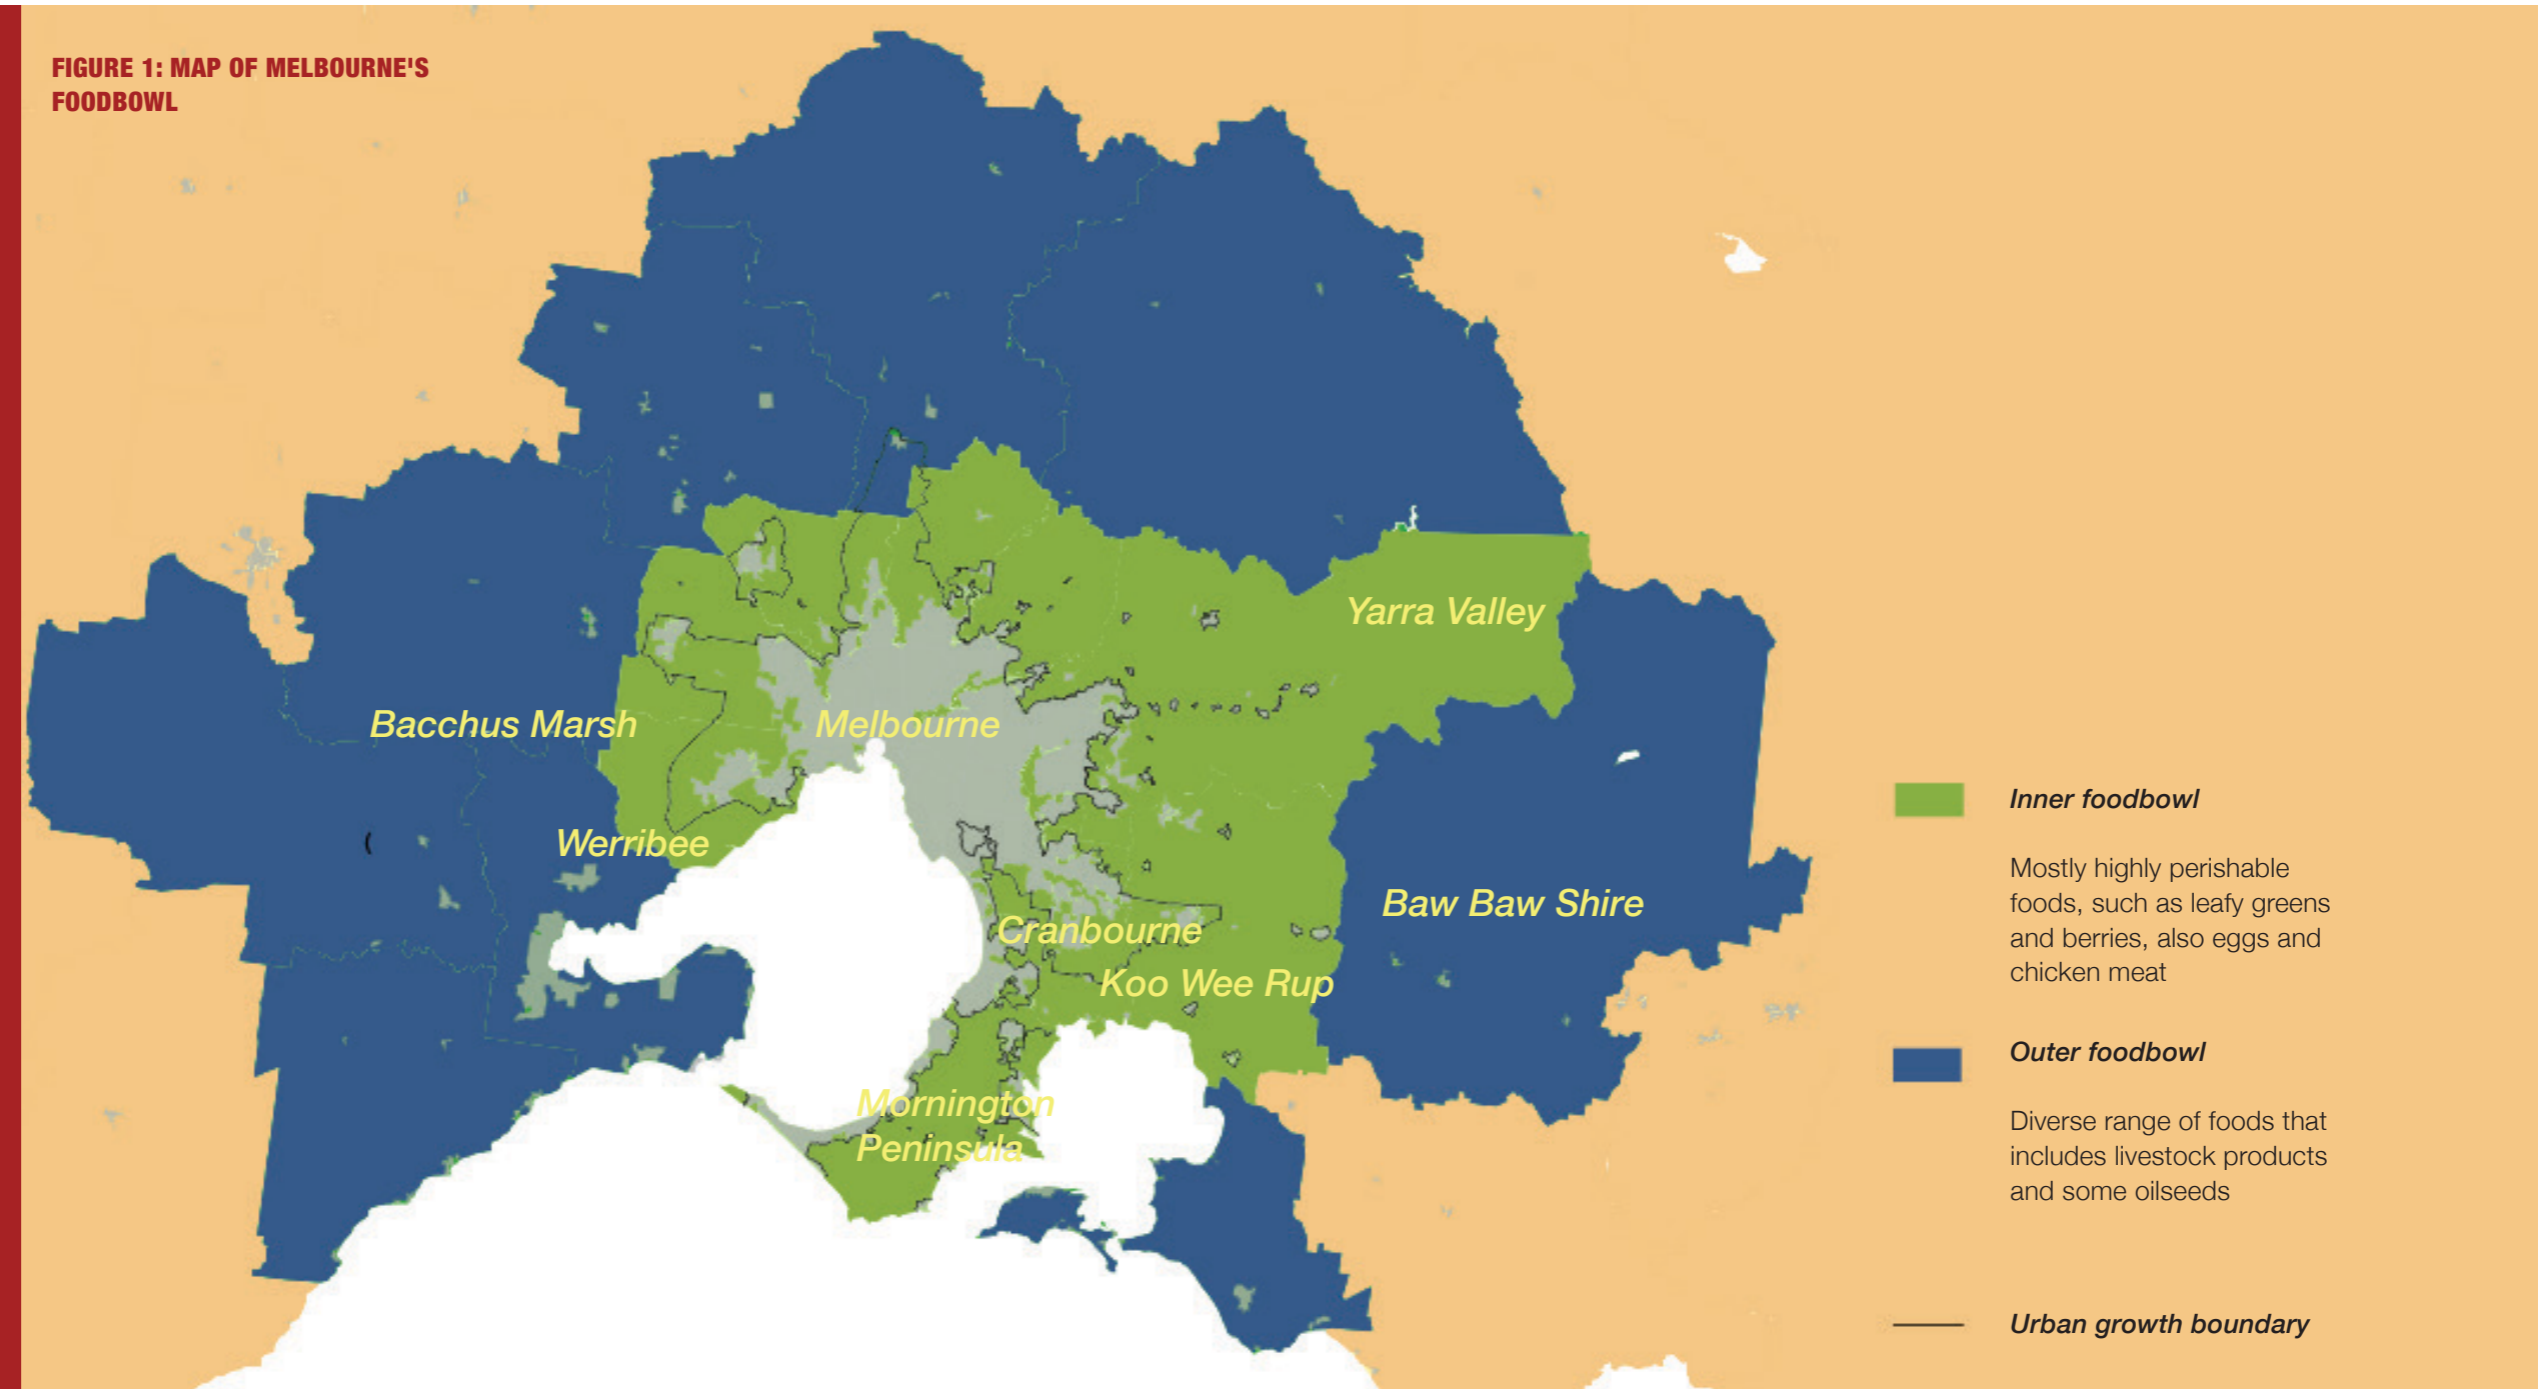 FIGURE 1: MAP OF MELBOURNE'S
FOODBOWL
Yarra Valley
Bacchus Marsh
Melbourne
Werribee
Baw Baw Shire
Cranbourne
Koo Wee Rup
Mornington
Peninsula
Inner foodbowl
Mostly highly perishable
foods, such as leafy greens
and berries, also eggs and
chicken meat
Outer foodbowl
Diverse range of foods that
includes livestock products
and some oilseeds
Urban growth boundary